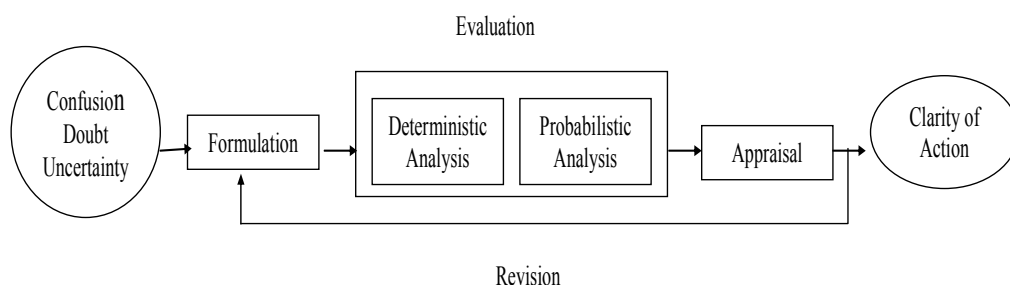 Evaluation
Confusion
Doubt
Uncertainty
Formulation
Deterministic
Analysis
Probabilistic
Analysis
Appraisal
Clarity of
Action
Revision